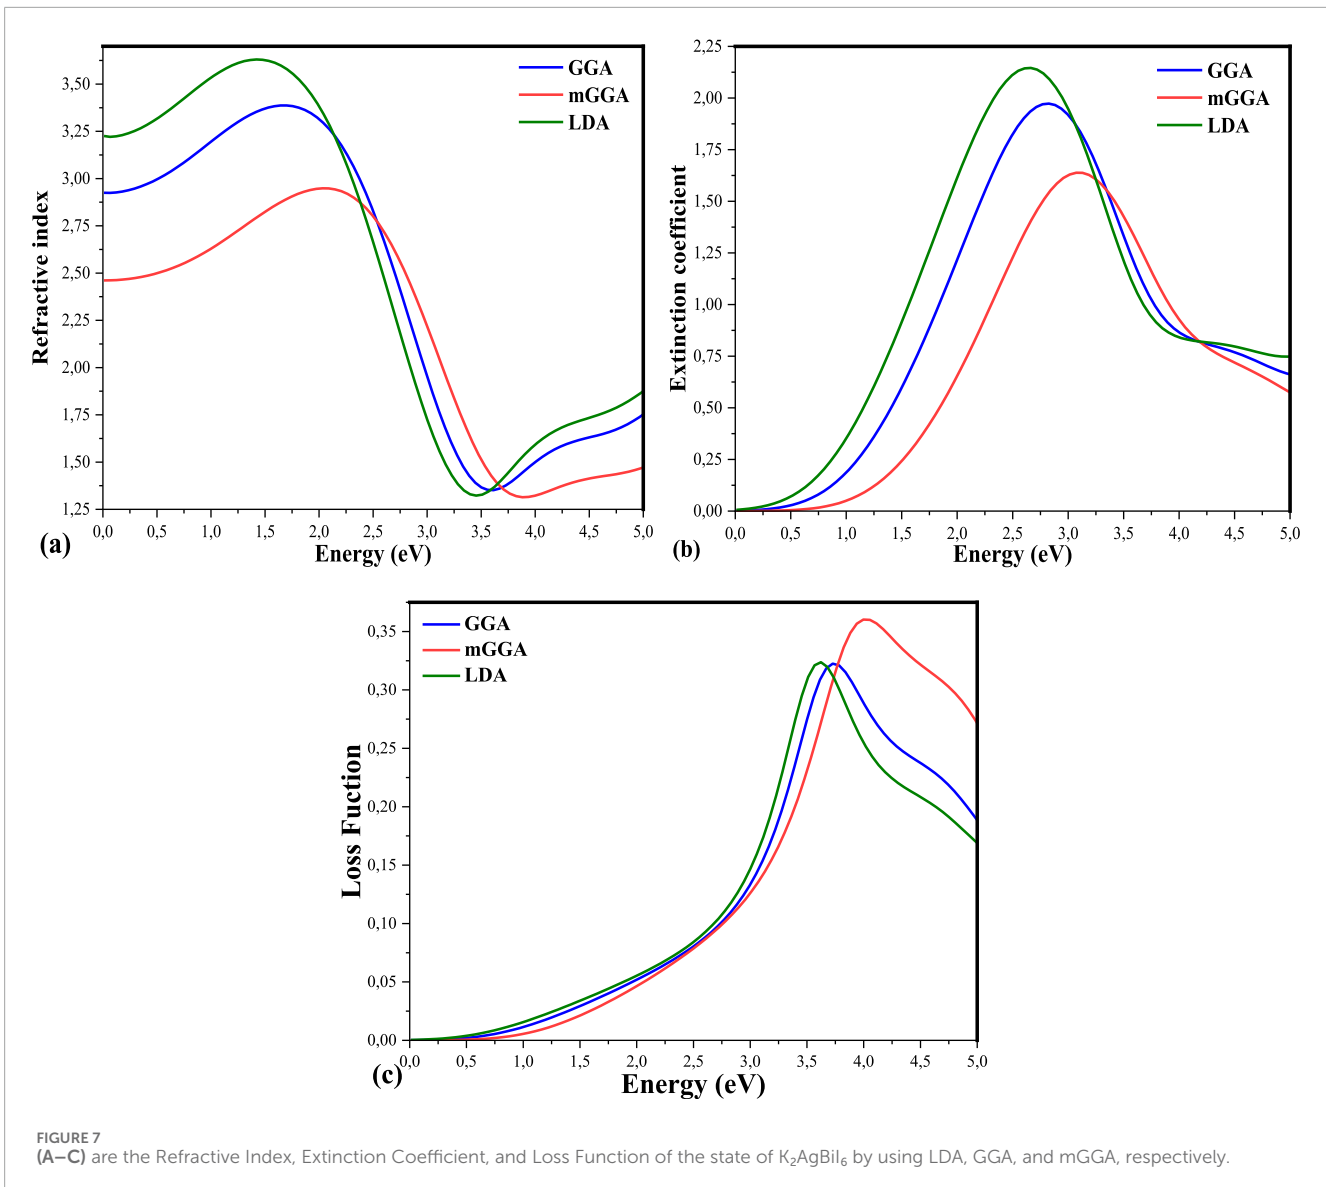 3,50
3,25
3,00
2,75
2,50
2,25
2,00
1,75
1,50
1,25
Refractive index
GGA
mGGA
LDA
0,0 0,5 1,0 1,5 2,0 2,5 3,0 3,5 4,0 4,5 5,0
(a)
Energy (eV)
2,25
2,00
1,75
1,50
1,25
1,00
0,75
0,50
0,25
0,00
Extinction coefficient
GGA
mGGA
LDA
0,0 0,5 1,0 1,5 2,0 2,5 3,0 3,5 4,0 4,5 5,0
(b)
Energy (eV)
0,35
0,30
0,25
0,20
0,15
0,10
0,05
0,00
Loss Fuction
GGA
mGGA
LDA
0,0 0,5 1,0 1,5 2,0 2,5 3,0 3,5 4,0 4,5 5,0
(c)
Energy (eV)
FIGURE 7
(A–C) are the Refractive Index, Extinction Coefficient, and Loss Function of the state of K₂AgBiI₆ by using LDA, GGA, and mGGA, respectively.